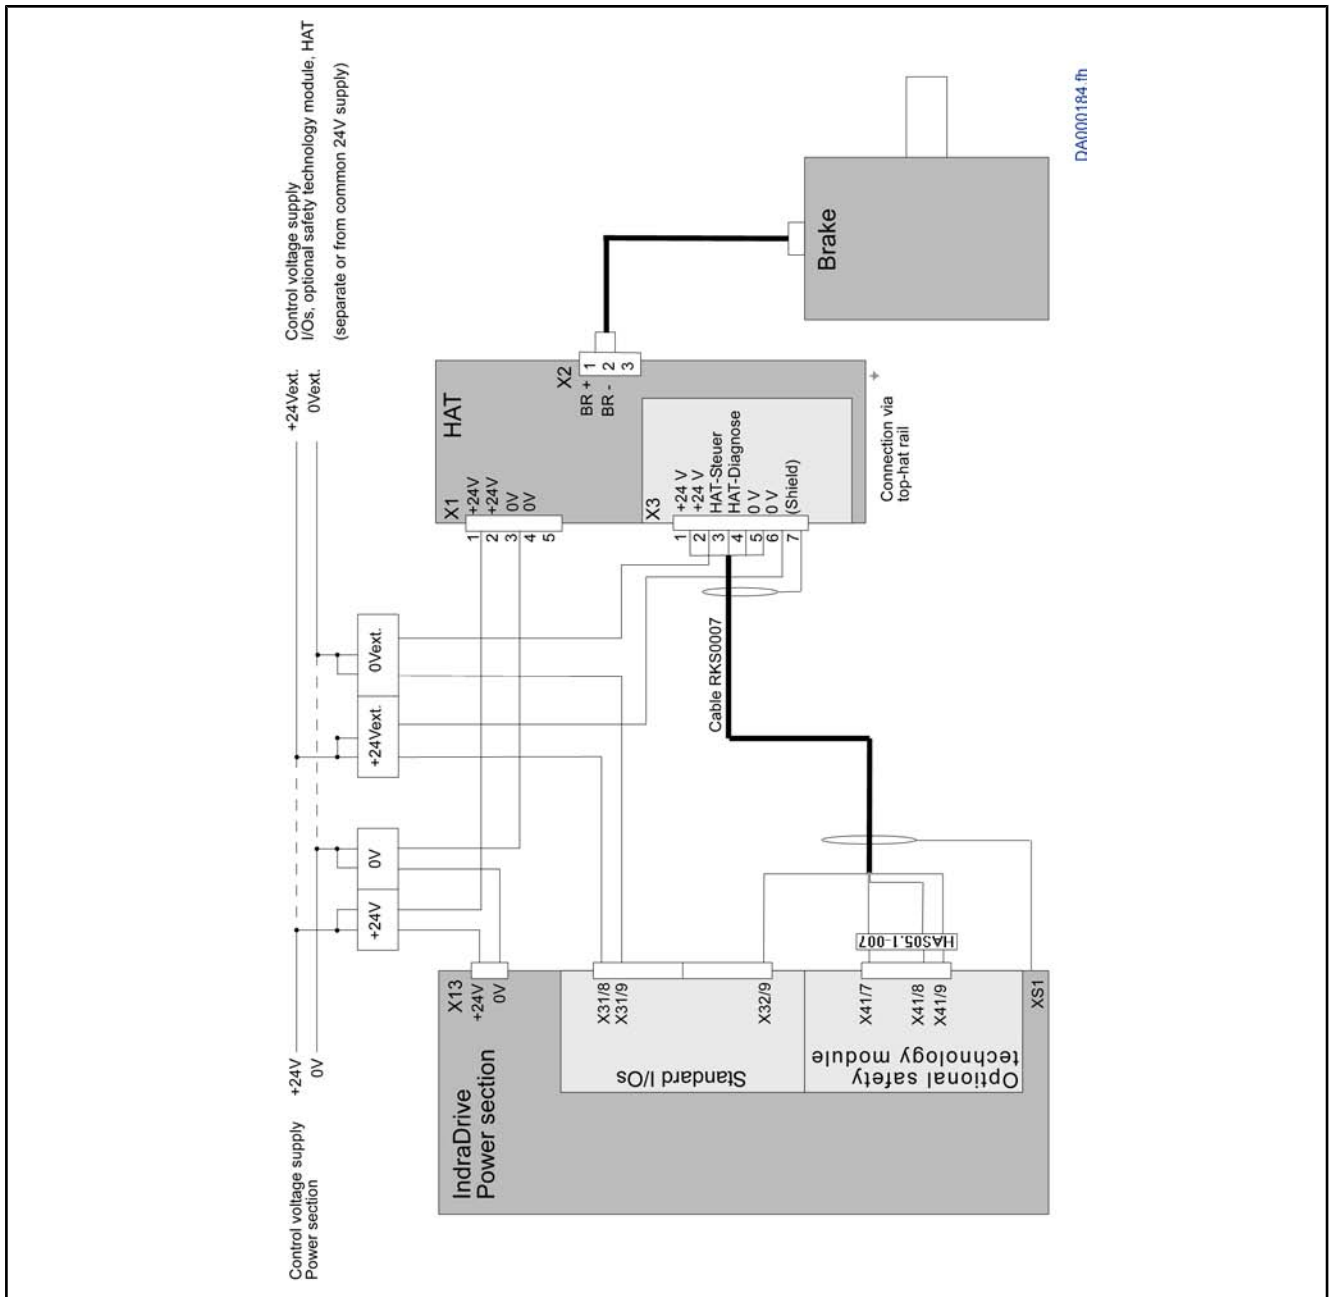 Control voltage supply
Power section
+24V
0V
Control voltage supply
I/Os, optional safety technology module, HAT
(separate or from common 24V supply)
+24Vext.
0Vext.
+24V
0V
+24Vext.
0Vext.
IndraDrive
Power section
X13
+24V
0V
Standard I/Os
X31/8
X31/9
X32/9
Optional safety
technology module
X41/7
X41/8
X41/9
HAS05.1-007
XS1
Cable RKS0007
HAT
X1
1 +24V
2 +24V
3 0V
4 0V
5
X3
1 +24 V
2 +24 V
3 HAT-Steuer
4 HAT-Diagnose
5 0 V
6 0 V
7 (Shield)
X2
BR + 1
BR - 2
3
Connection via
top-hat rail
Brake
DA000184.fh